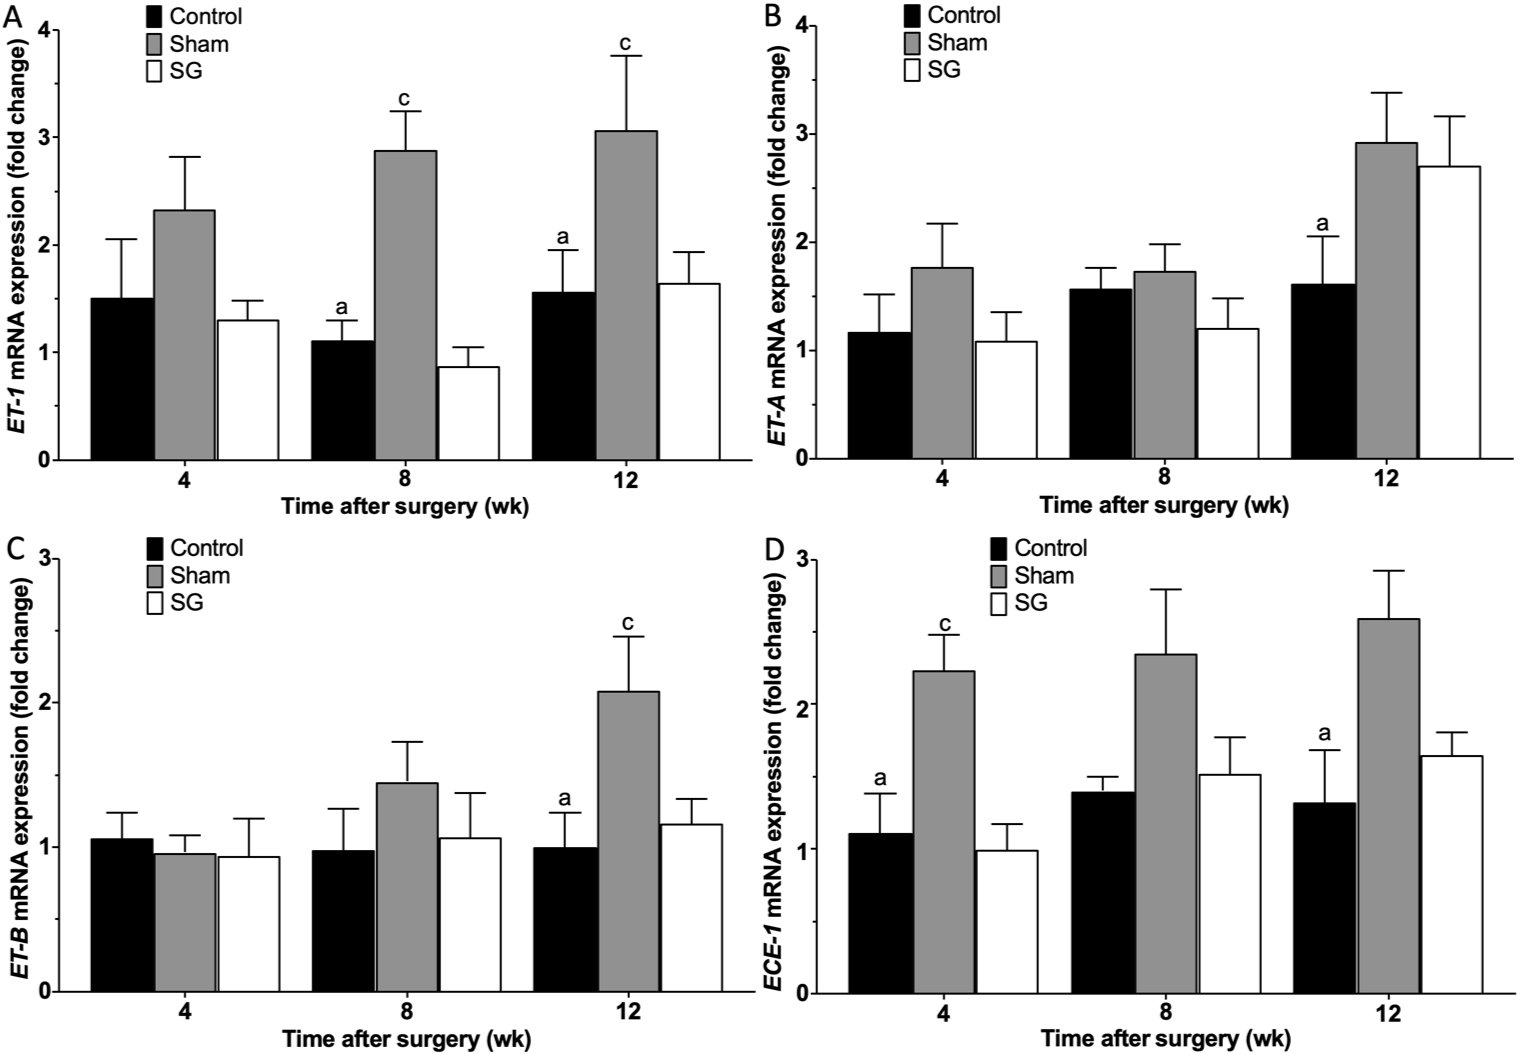 A
Control
Sham
SG
ET-1 mRNA expression (fold change)
4
3
2
1
0
a
c
a
c
4
8
12
Time after surgery (wk)
B
Control
Sham
SG
ET-A mRNA expression (fold change)
4
3
2
1
0
a
4
8
12
Time after surgery (wk)
C
Control
Sham
SG
ET-B mRNA expression (fold change)
3
2
1
0
a
c
4
8
12
Time after surgery (wk)
D
Control
Sham
SG
ECE-1 mRNA expression (fold change)
3
2
1
0
a
c
a
4
8
12
Time after surgery (wk)